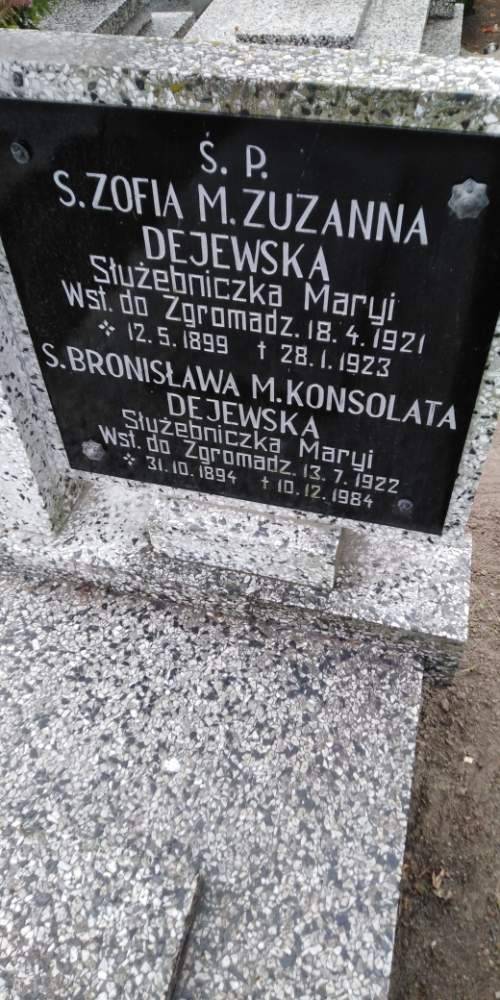 Ś. P.
S. ZOFIA M. ZUZANNA
DEJEWSKA
Służebniczka Maryi
Wst. do Zgromadz. 18. 4. 1921
* 12. 5. 1899 † 28. 1. 1923
S. BRONISŁAWA M. KONSOLATA
DEJEWSKA
Służebniczka Maryi
Wst. do Zgromadz. 13. 7. 1922
* 31. 10. 1894 † 10. 12. 1984